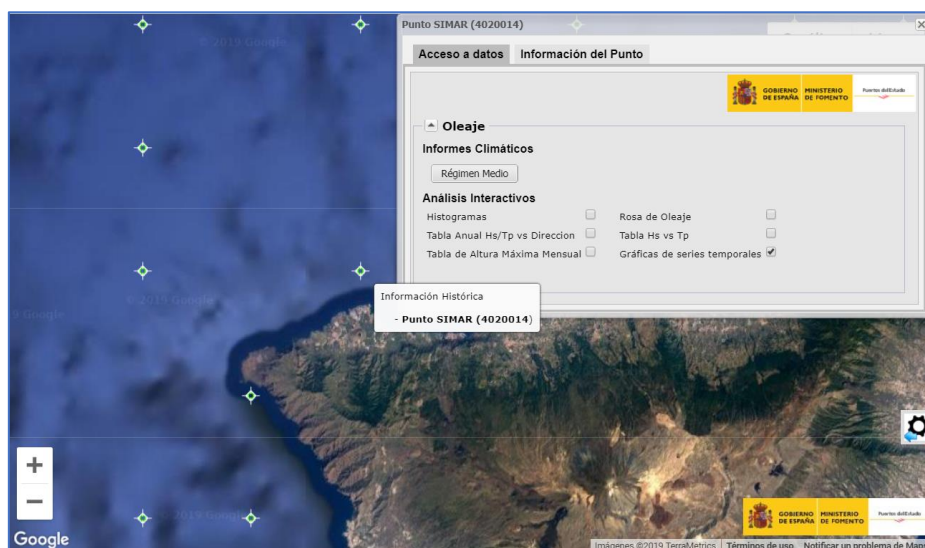 © 2019 Google
Punto SIMAR (4020014)
Acceso a datos Información del Punto
GOBIERNO DE ESPAÑA MINISTERIO DE FOMENTO Puertos del Estado
Oleaje
Informes Climáticos
Régimen Medio
Análisis Interactivos
Histogramas Rosa de Oleaje
Tabla Anual Hs/Tp vs Direccion Tabla Hs vs Tp
Tabla de Altura Máxima Mensual Gráficas de series temporales
Información Histórica
- Punto SIMAR (4020014)
© 2019 Google
9 Google
+
−
© 2019 Google
GOBIERNO DE ESPAÑA MINISTERIO DE FOMENTO Puertos del Estado
Google
Imágenes ©2019 TerraMetrics Términos de uso Notificar un problema de Maps